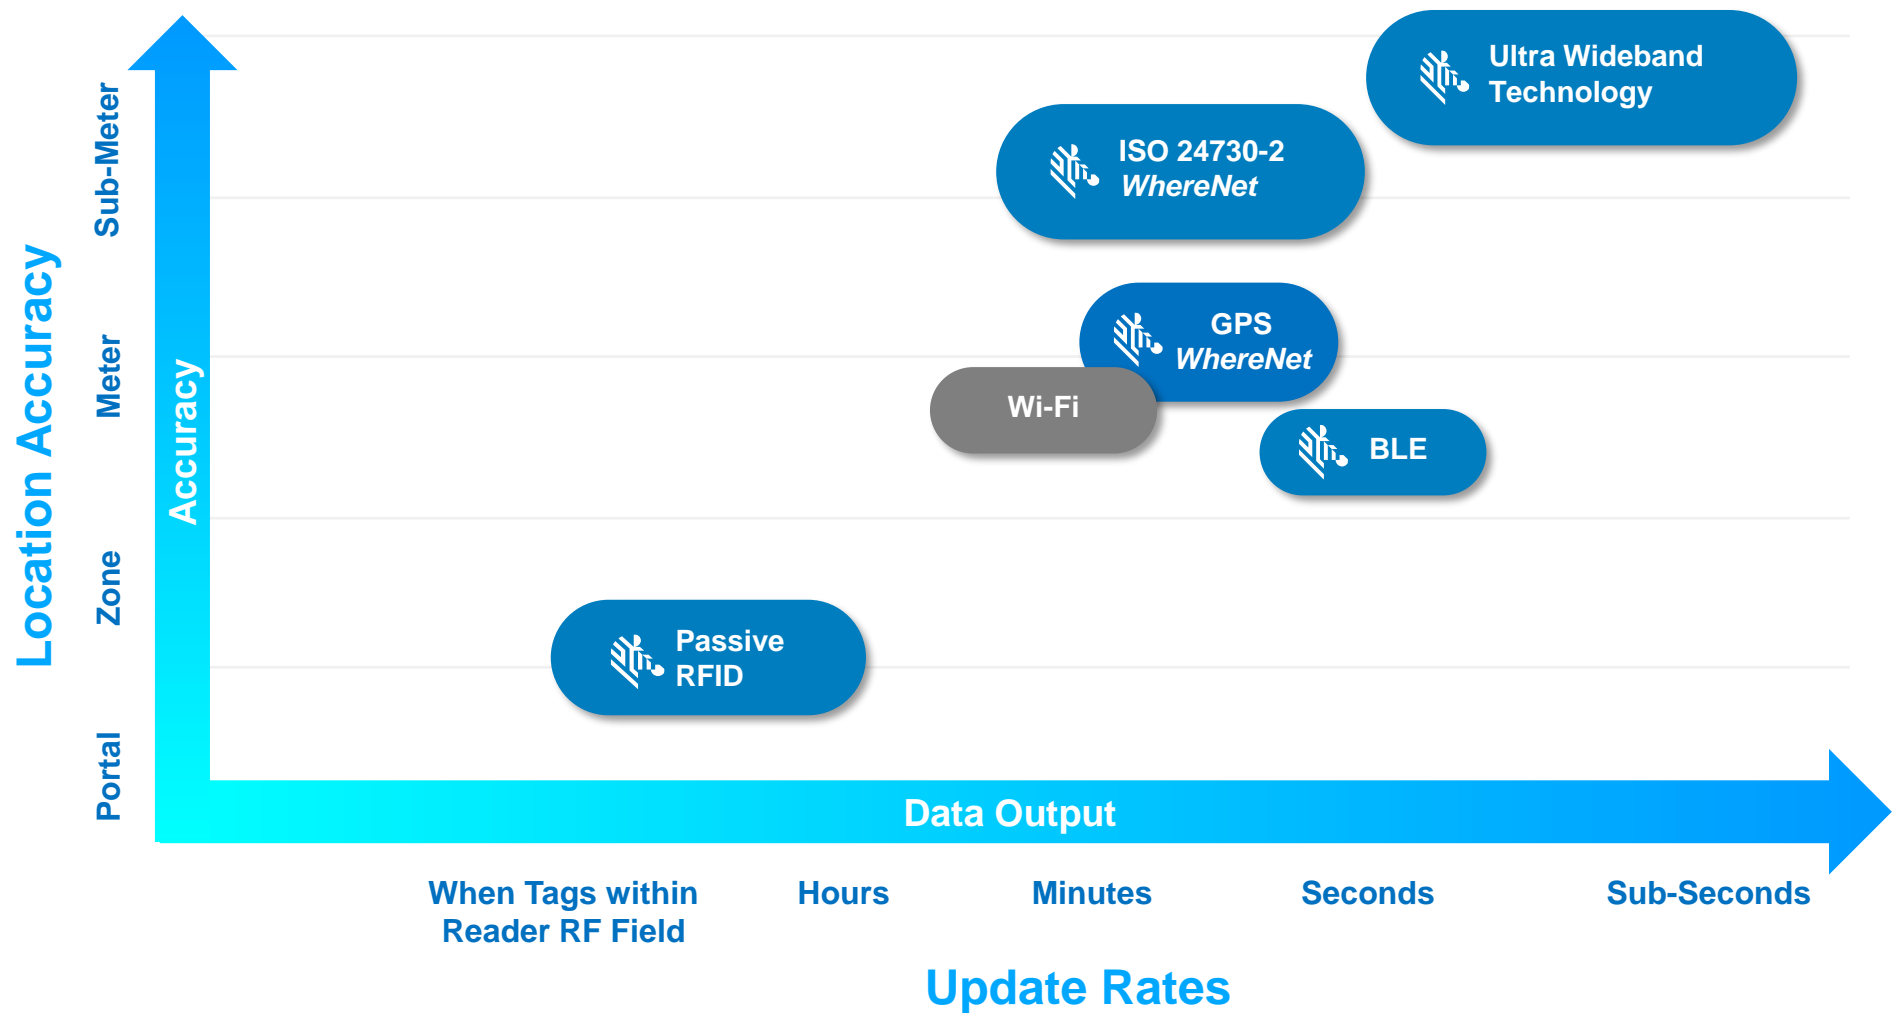 Ultra Wideband
Technology
ISO 24730-2
WhereNet
GPS
WhereNet
Wi-Fi
BLE
Passive
RFID
Location Accuracy
Sub-Meter
Meter
Zone
Portal
Accuracy
Data Output
When Tags within
Reader RF Field
Hours
Minutes
Seconds
Sub-Seconds
Update Rates